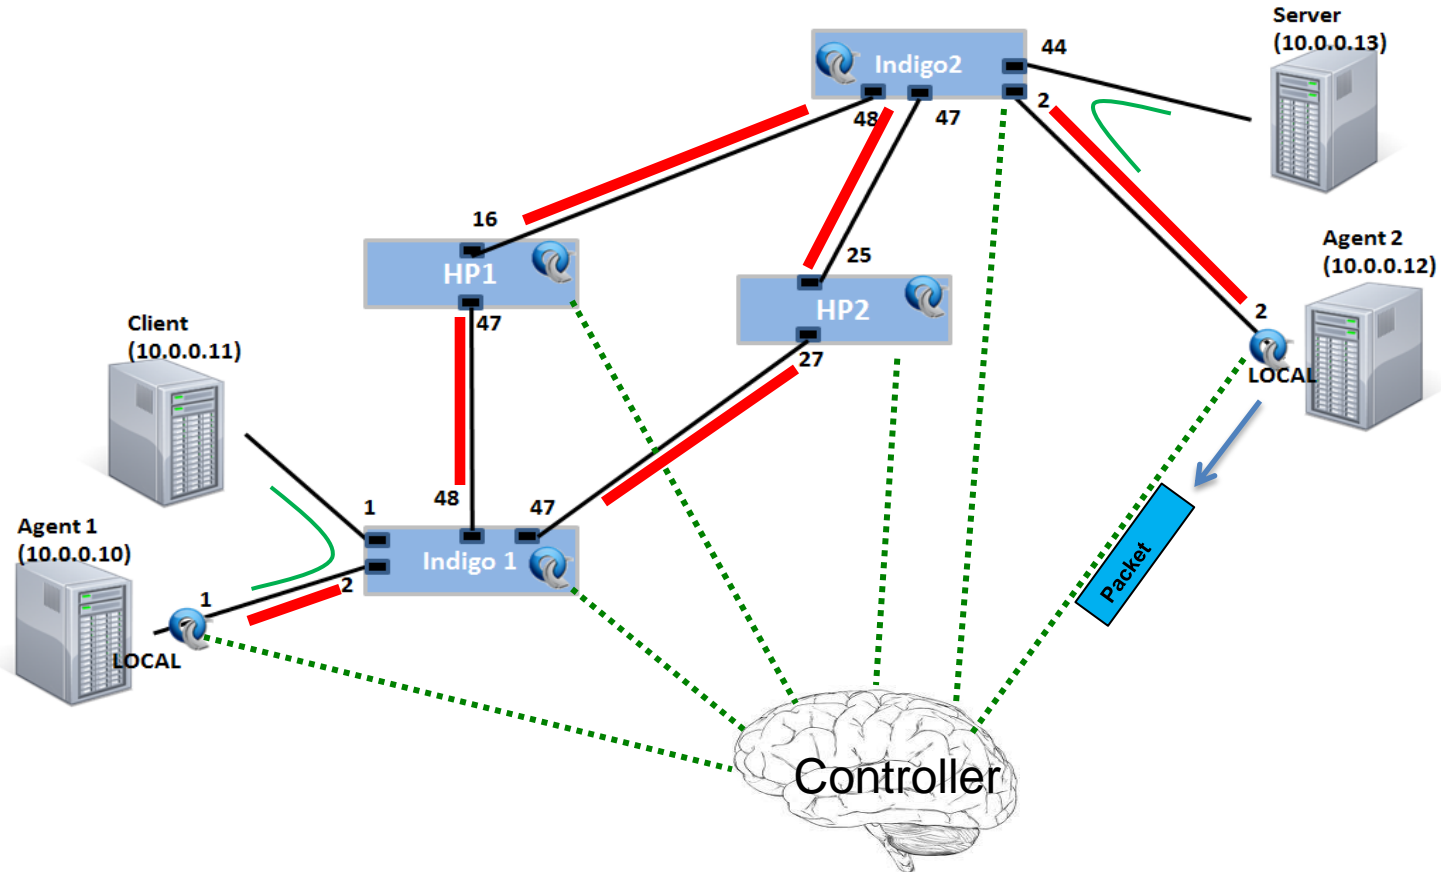 Server
(10.0.0.13)
44
Indigo2
2
48
47
16
Agent 2
(10.0.0.12)
HP1
25
HP2
47
2
Client
(10.0.0.11)
27
LOCAL
48
47
1
Agent 1
(10.0.0.10)
Indigo 1
2
Packet
1
LOCAL
Controller